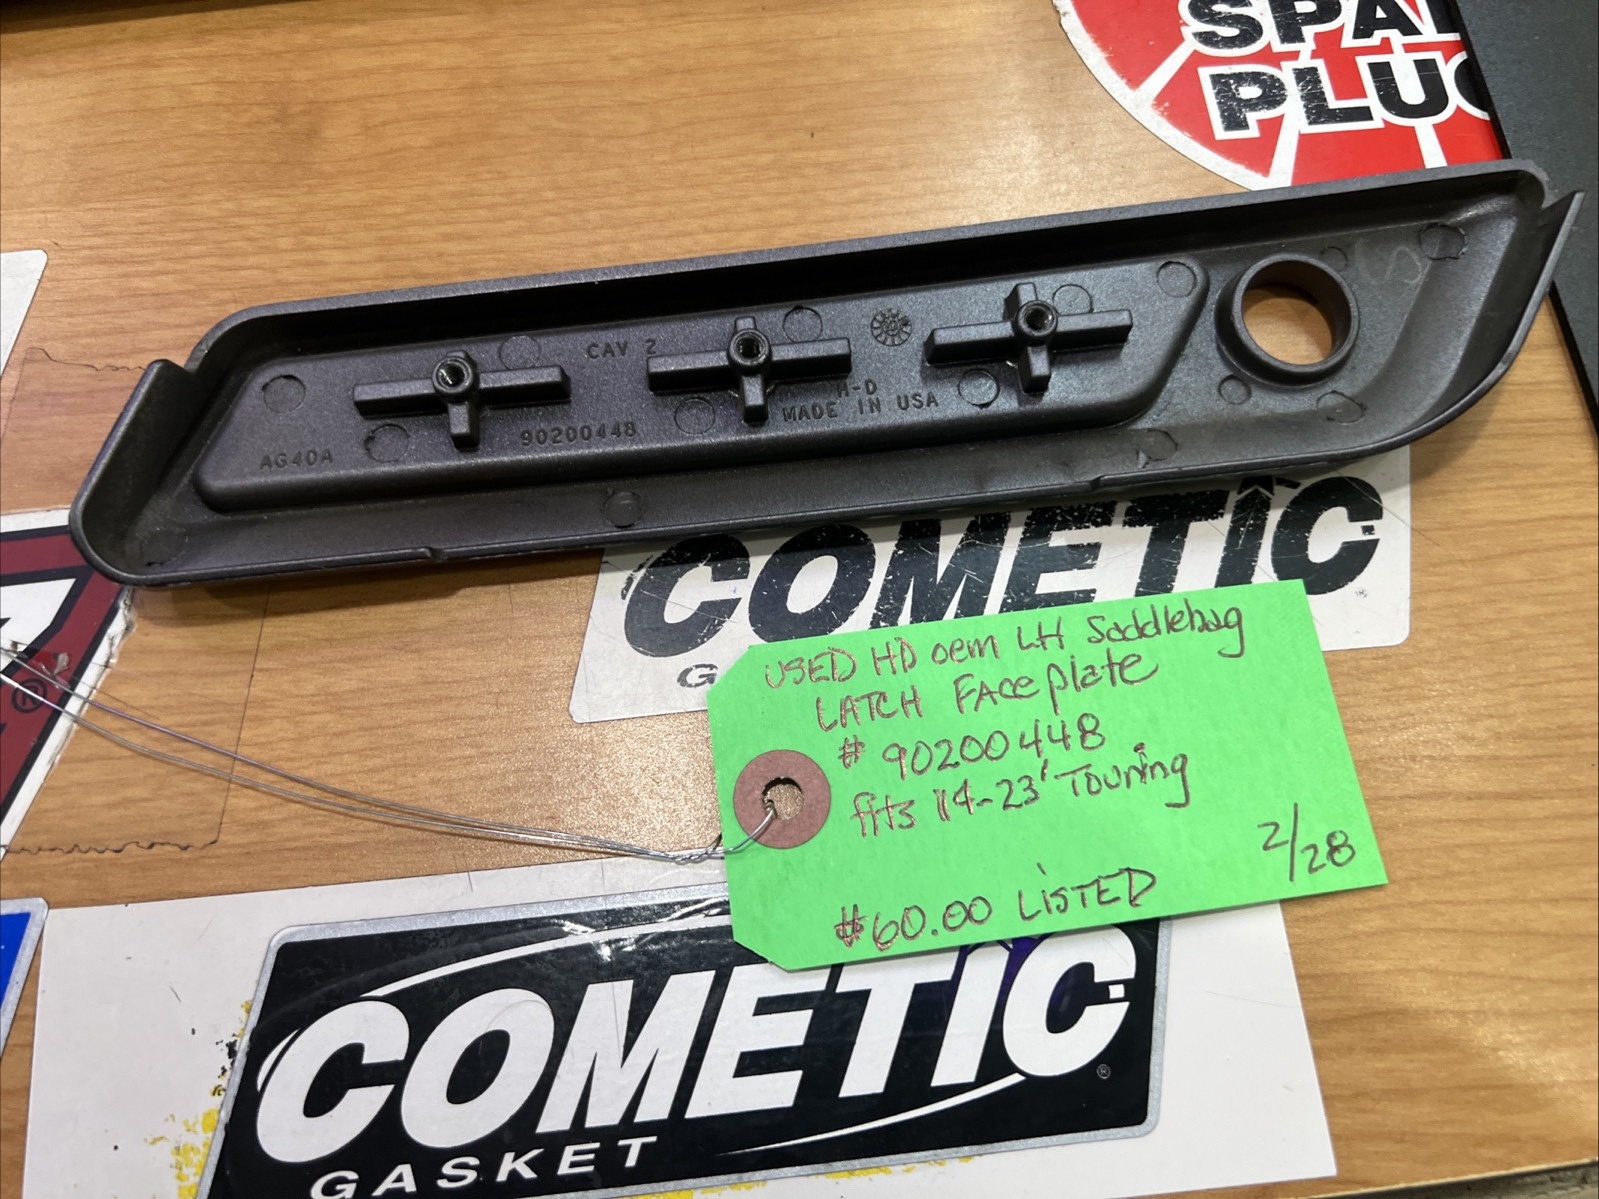 SPA
PLUG
CAV 2
H-D
MADE IN USA
90200448
AG40A
COMETIC
G
USED HD oem LH Saddlebag
LATCH FACEplate
# 90200448
fits 14-23' Touring
2/28
$60.00 LiSTED
COMETIC
®
GASKET
®